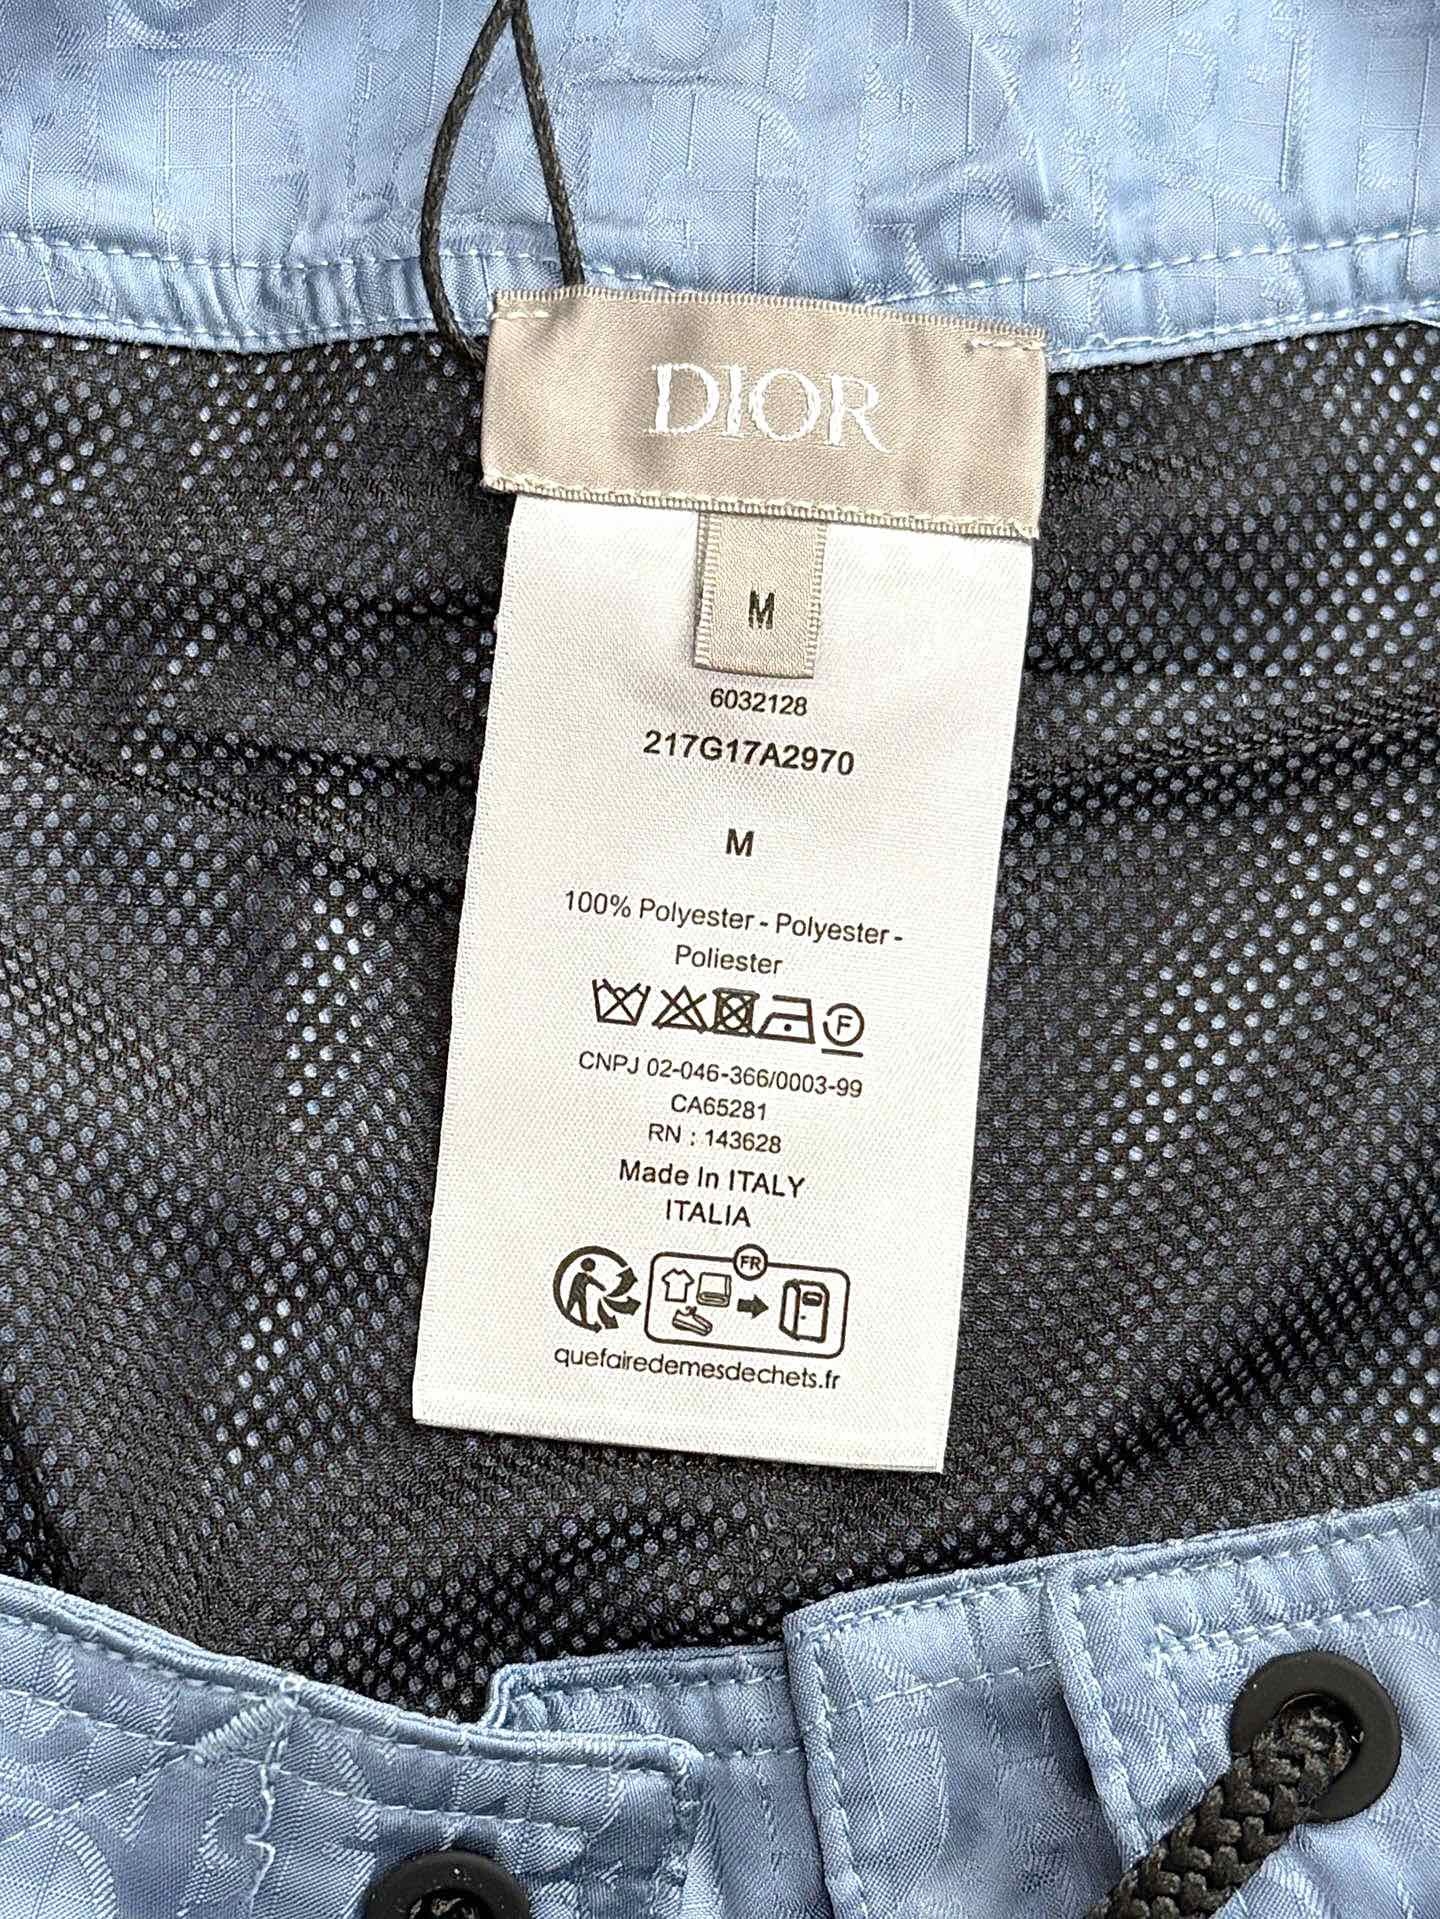 DIOR
M
6032128
217G17A2970
M
100% Polyester - Polyester -
Poliester
F
CNPJ 02-046-366/0003-99
CA65281
RN : 143628
Made In ITALY
ITALIA
FR
quefairedemesdechets.fr